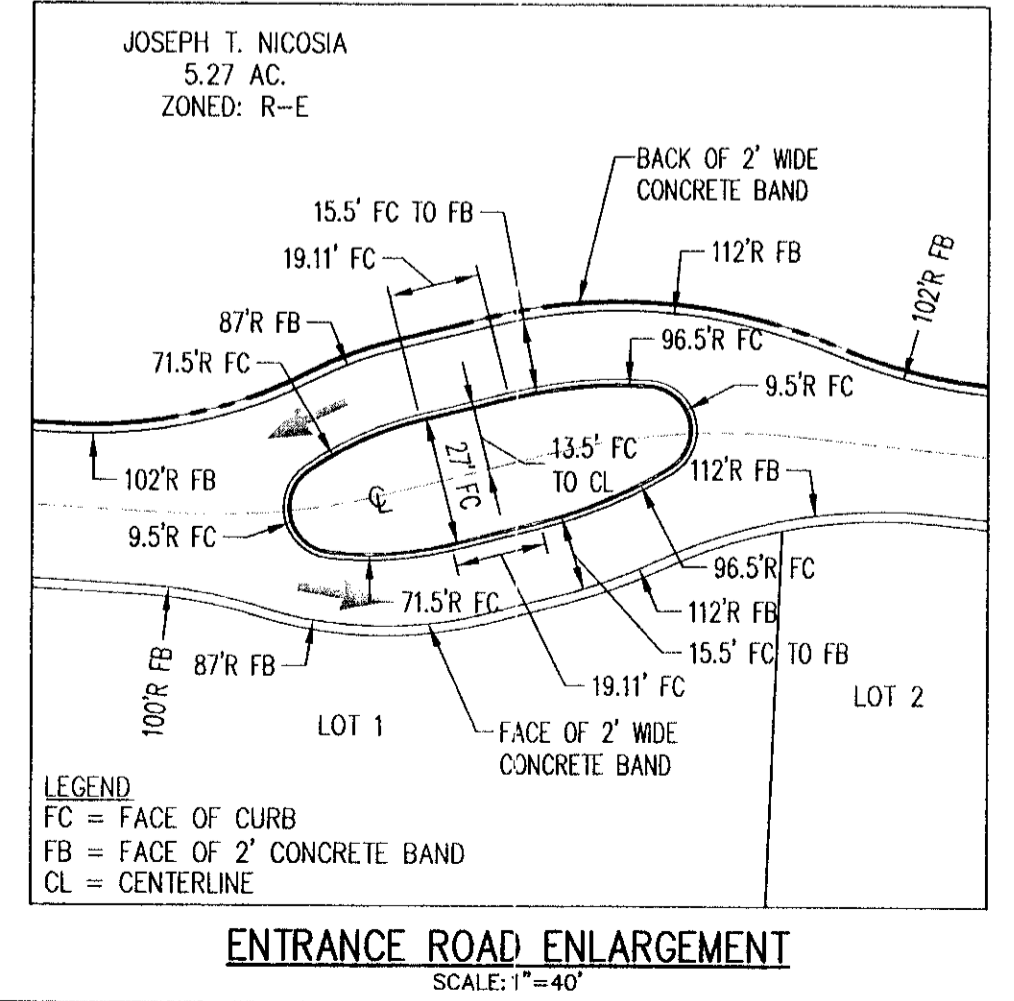 JOSEPH T. NICOSIA
5.27 AC.
ZONED: R-E
BACK OF 2' WIDE
CONCRETE BAND
15.5' FC TO FB
19.11' FC
112'R FB
102'R FB
87'R FB
71.5'R FC
96.5'R FC
9.5'R FC
27' FC
13.5' FC
TO CL
CL
102'R FB
112'R FB
9.5'R FC
96.5'R FC
71.5'R FC
112'R FB
15.5' FC TO FB
100'R FB
87'R FB
19.11' FC
LOT 2
LOT 1
FACE OF 2' WIDE
CONCRETE BAND
LEGEND
FC = FACE OF CURB
FB = FACE OF 2' CONCRETE BAND
CL = CENTERLINE
ENTRANCE ROAD ENLARGEMENT
SCALE: 1"=40'